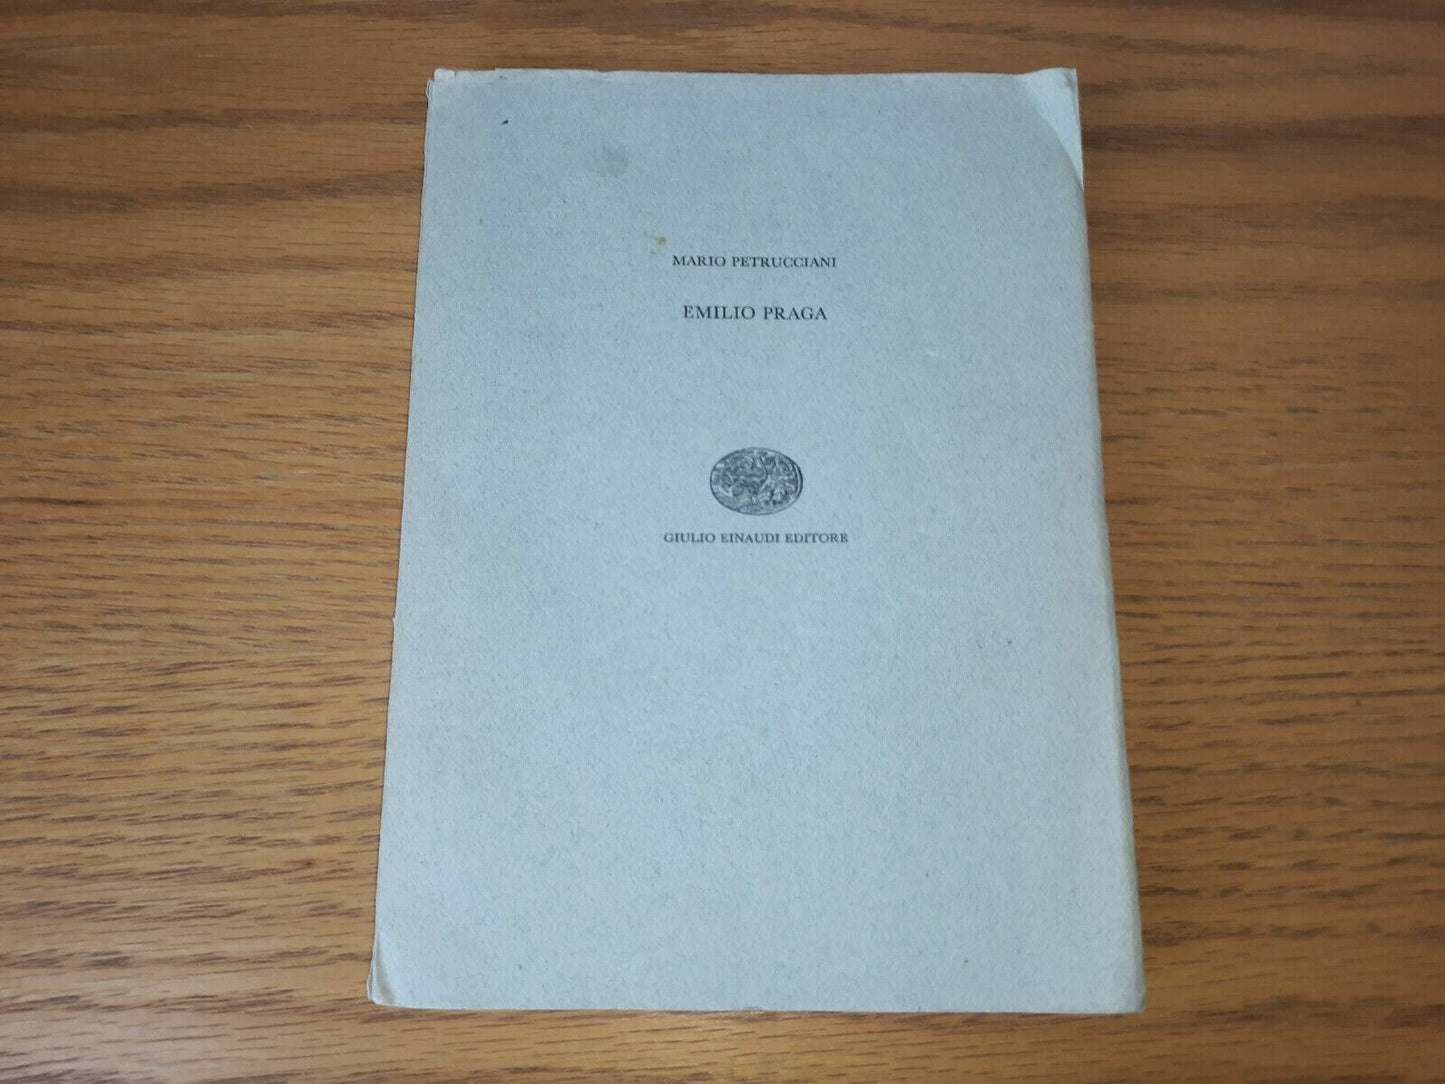 MARIO PETRUCCIANI
EMILIO PRAGA
GIULIO EINAUDI EDITORE